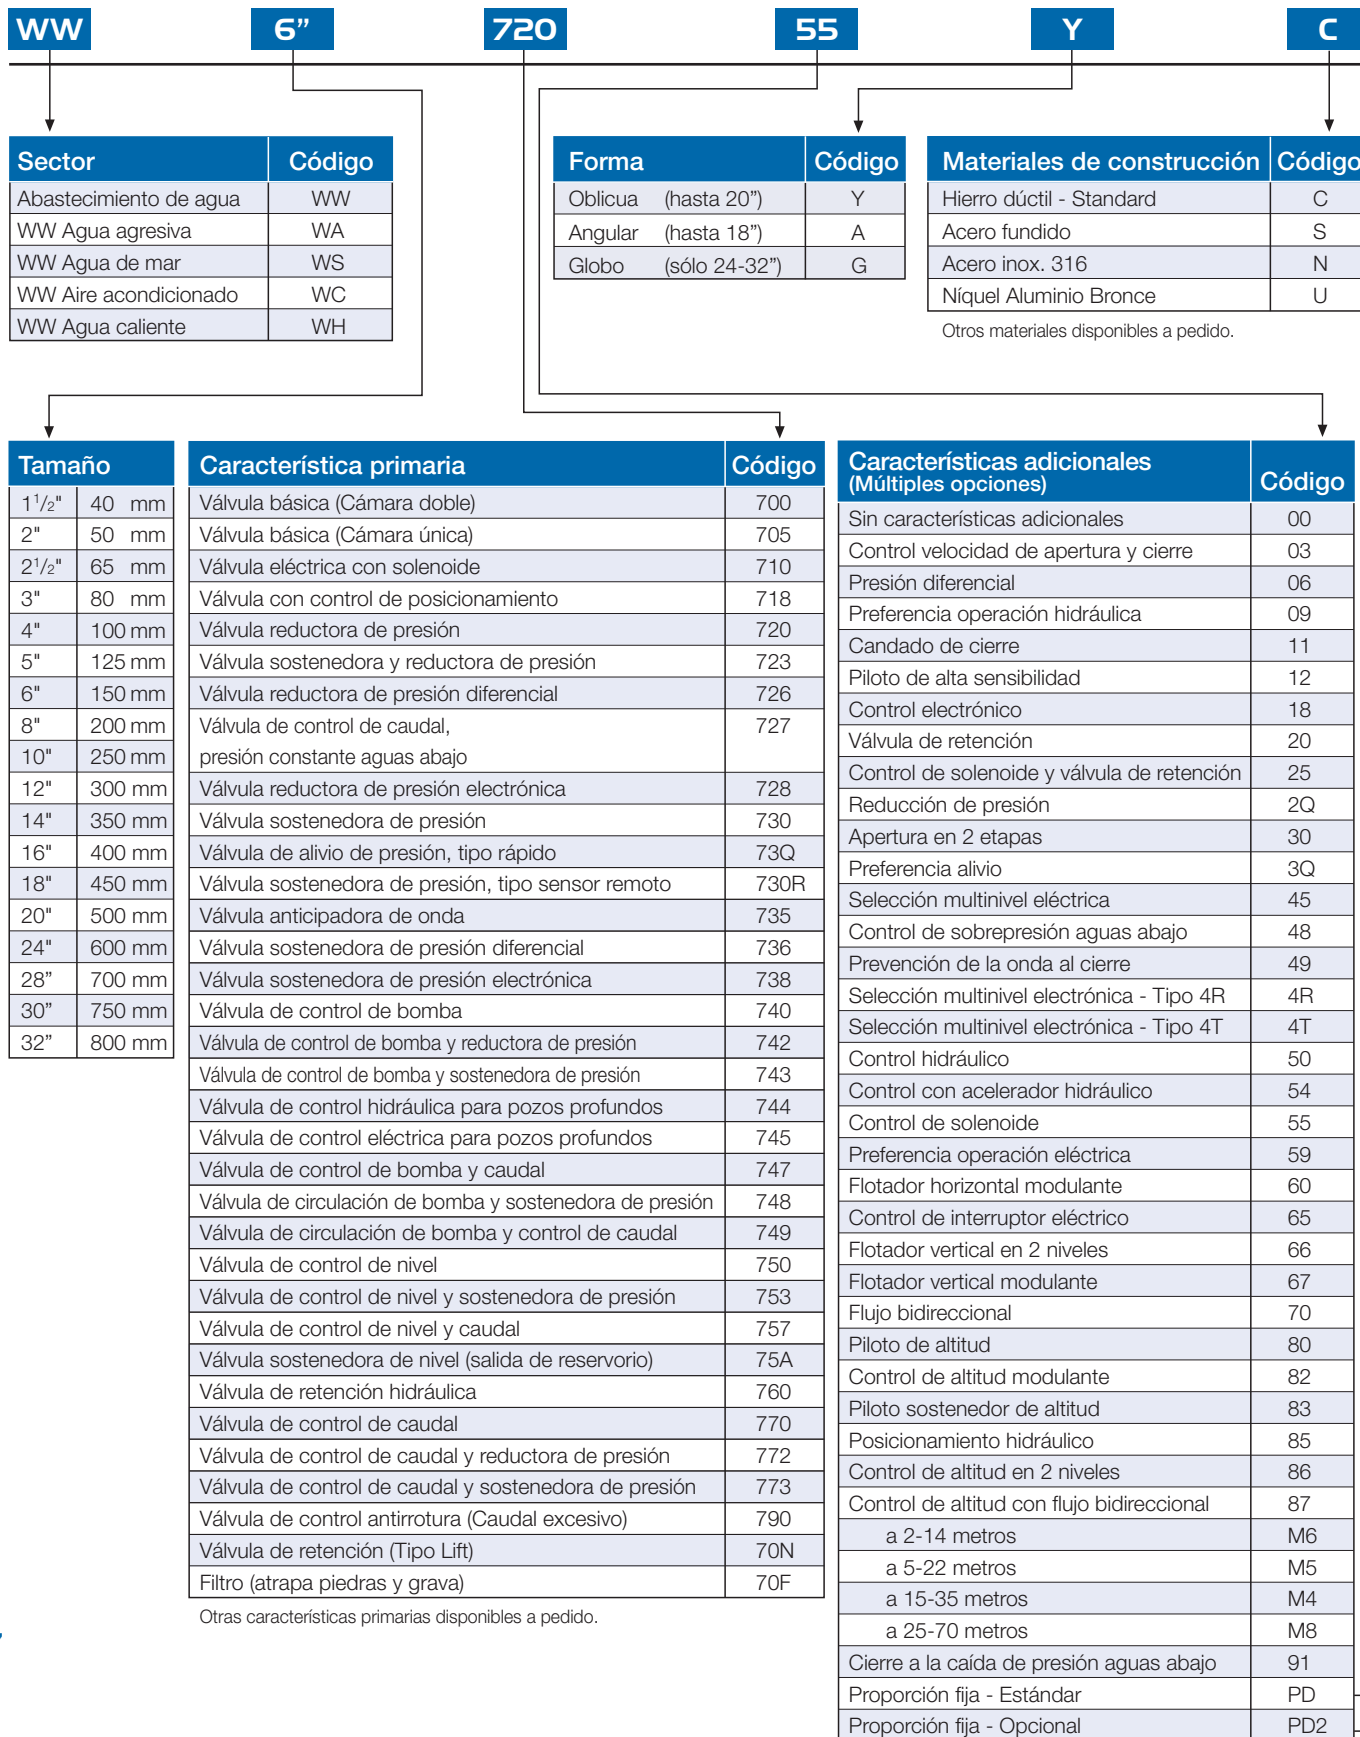 WW 6” 720 55 Y C
Sector Código
Abastecimiento de agua WW
WW Agua agresiva WA
WW Agua de mar WS
WW Aire acondicionado WC
WW Agua caliente WH
Forma Código
Oblicua (hasta 20”) Y
Angular (hasta 18”) A
Globo (sólo 24-32”) G
Materiales de construcción Código
Hierro dúctil - Standard C
Acero fundido S
Acero inox. 316 N
Níquel Aluminio Bronce U
Otros materiales disponibles a pedido.
Tamaño
1 1/2" 40 mm
2" 50 mm
2 1/2" 65 mm
3" 80 mm
4" 100 mm
5" 125 mm
6" 150 mm
8" 200 mm
10" 250 mm
12" 300 mm
14" 350 mm
16" 400 mm
18" 450 mm
20" 500 mm
24" 600 mm
28” 700 mm
30” 750 mm
32” 800 mm
Característica primaria Código
Válvula básica (Cámara doble) 700
Válvula básica (Cámara única) 705
Válvula eléctrica con solenoide 710
Válvula con control de posicionamiento 718
Válvula reductora de presión 720
Válvula sostenedora y reductora de presión 723
Válvula reductora de presión diferencial 726
Válvula de control de caudal, 727
presión constante aguas abajo
Válvula reductora de presión electrónica 728
Válvula sostenedora de presión 730
Válvula de alivio de presión, tipo rápido 73Q
Válvula sostenedora de presión, tipo sensor remoto 730R
Válvula anticipadora de onda 735
Válvula sostenedora de presión diferencial 736
Válvula sostenedora de presión electrónica 738
Válvula de control de bomba 740
Válvula de control de bomba y reductora de presión 742
Válvula de control de bomba y sostenedora de presión 743
Válvula de control hidráulica para pozos profundos 744
Válvula de control eléctrica para pozos profundos 745
Válvula de control de bomba y caudal 747
Válvula de circulación de bomba y sostenedora de presión 748
Válvula de circulación de bomba y control de caudal 749
Válvula de control de nivel 750
Válvula de control de nivel y sostenedora de presión 753
Válvula de control de nivel y caudal 757
Válvula sostenedora de nivel (salida de reservorio) 75A
Válvula de retención hidráulica 760
Válvula de control de caudal 770
Válvula de control de caudal y reductora de presión 772
Válvula de control de caudal y sostenedora de presión 773
Válvula de control antirrotura (Caudal excesivo) 790
Válvula de retención (Tipo Lift) 70N
Filtro (atrapa piedras y grava) 70F
Otras características primarias disponibles a pedido.
Características adicionales
(Múltiples opciones) Código
Sin características adicionales 00
Control velocidad de apertura y cierre 03
Presión diferencial 06
Preferencia operación hidráulica 09
Candado de cierre 11
Piloto de alta sensibilidad 12
Control electrónico 18
Válvula de retención 20
Control de solenoide y válvula de retención 25
Reducción de presión 2Q
Apertura en 2 etapas 30
Preferencia alivio 3Q
Selección multinivel eléctrica 45
Control de sobrepresión aguas abajo 48
Prevención de la onda al cierre 49
Selección multinivel electrónica - Tipo 4R 4R
Selección multinivel electrónica - Tipo 4T 4T
Control hidráulico 50
Control con acelerador hidráulico 54
Control de solenoide 55
Preferencia operación eléctrica 59
Flotador horizontal modulante 60
Control de interruptor eléctrico 65
Flotador vertical en 2 niveles 66
Flotador vertical modulante 67
Flujo bidireccional 70
Piloto de altitud 80
Control de altitud modulante 82
Piloto sostenedor de altitud 83
Posicionamiento hidráulico 85
Control de altitud en 2 niveles 86
Control de altitud con flujo bidireccional 87
a 2-14 metros M6
a 5-22 metros M5
a 15-35 metros M4
a 25-70 metros M8
Cierre a la caída de presión aguas abajo 91
Proporción fija - Estándar PD
Proporción fija - Opcional PD2